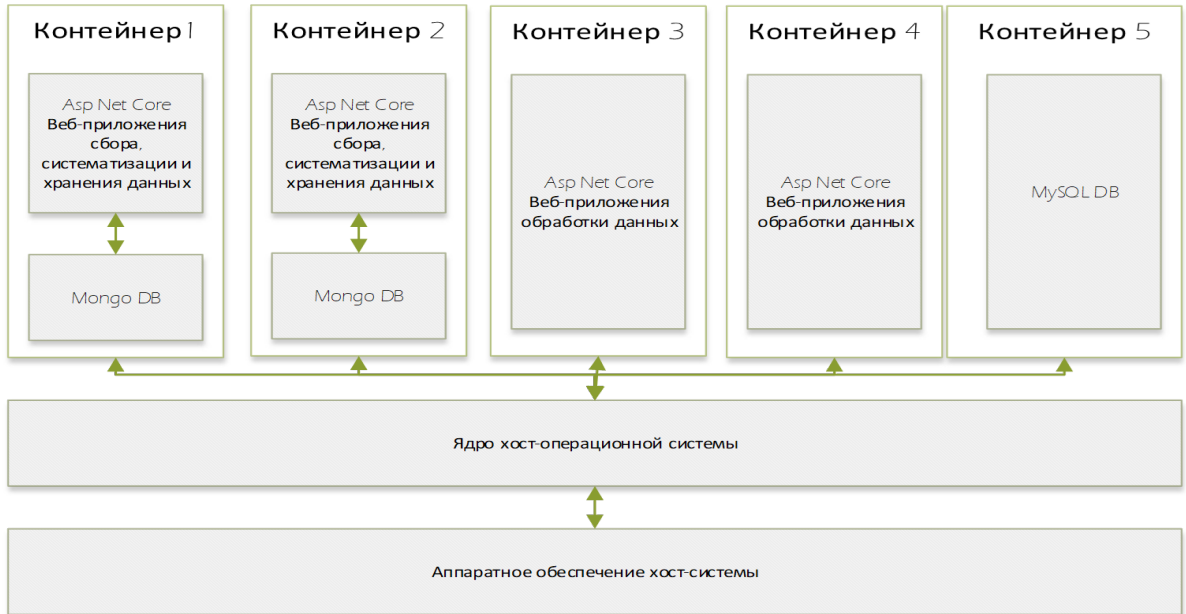 Контейнер 1
Asp Net Core
Веб-приложения
сбора,
систематизации и
хранения данных
Mongo DB
Контейнер 2
Asp Net Core
Веб-приложения
сбора,
систематизации и
хранения данных
Mongo DB
Контейнер 3
Asp Net Core
Веб-приложения
обработки данных
Контейнер 4
Asp Net Core
Веб-приложения
обработки данных
Контейнер 5
MySQL DB
Ядро хост-операционной системы
Аппаратное обеспечение хост-системы